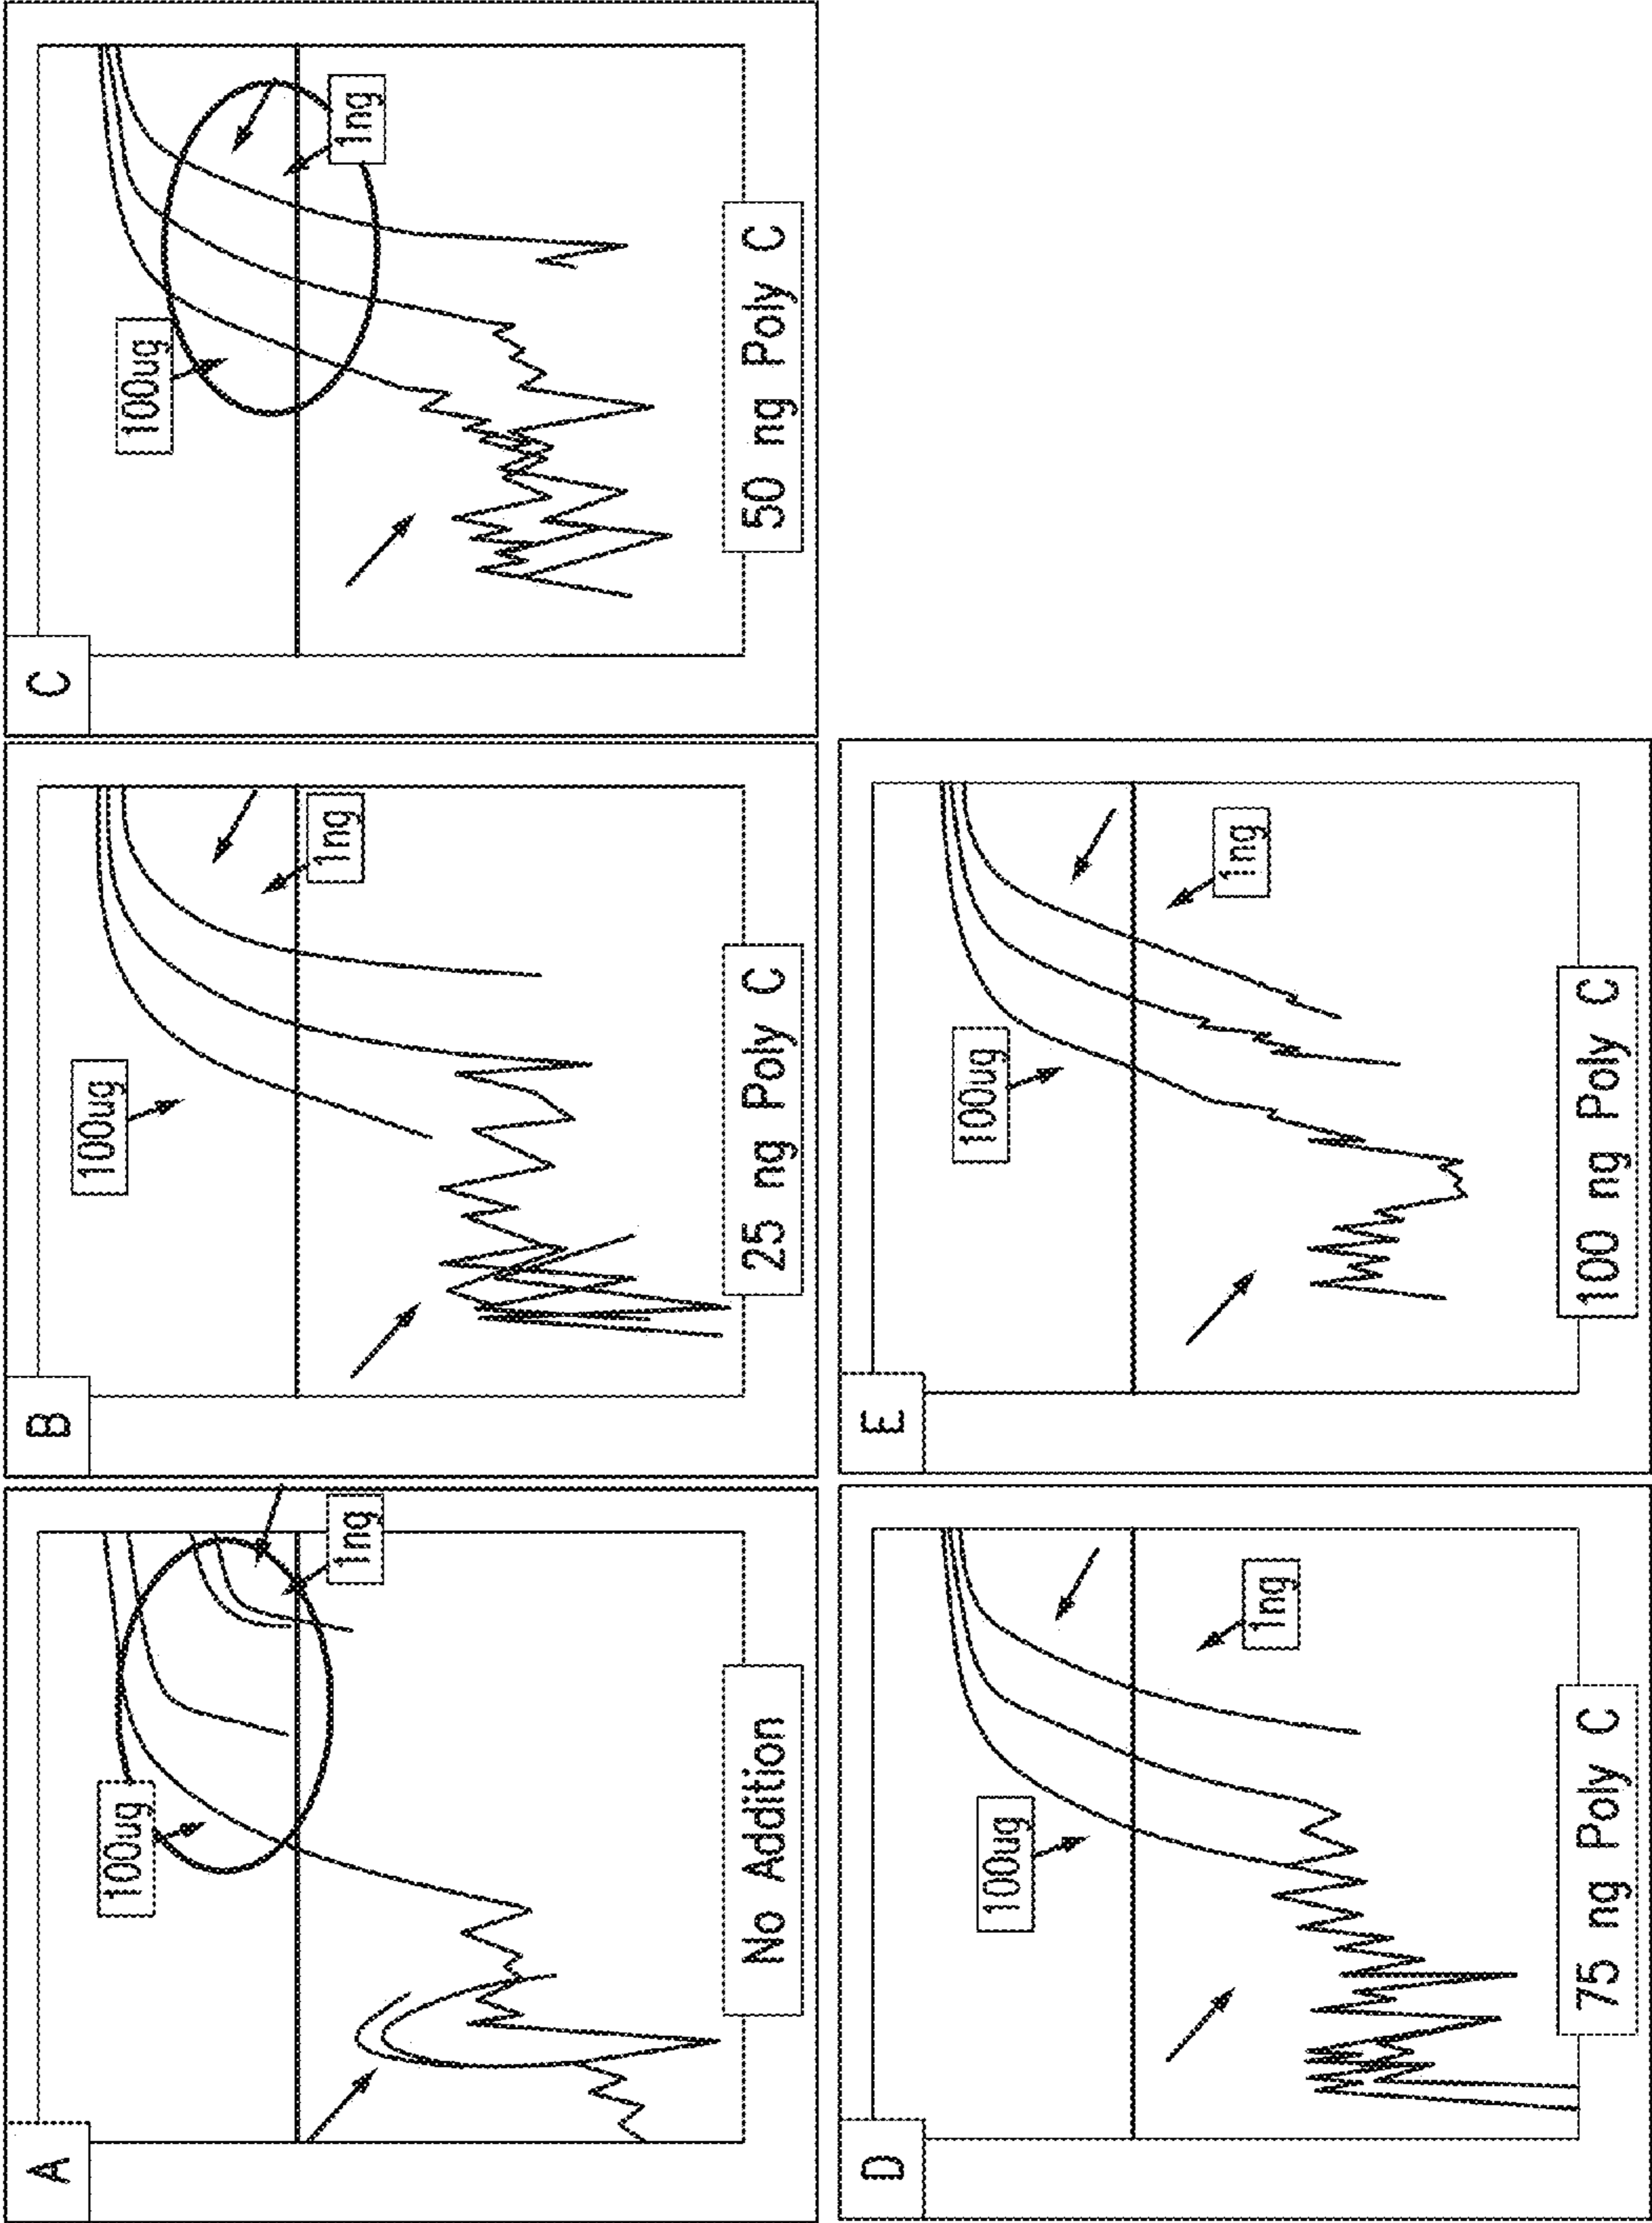 A
100ug
1ng
No Addition
B
100ug
1ng
25 ng Poly C
C
100ug
1ng
50 ng Poly C
D
100ug
1ng
75 ng Poly C
E
100ug
1ng
100 ng Poly C